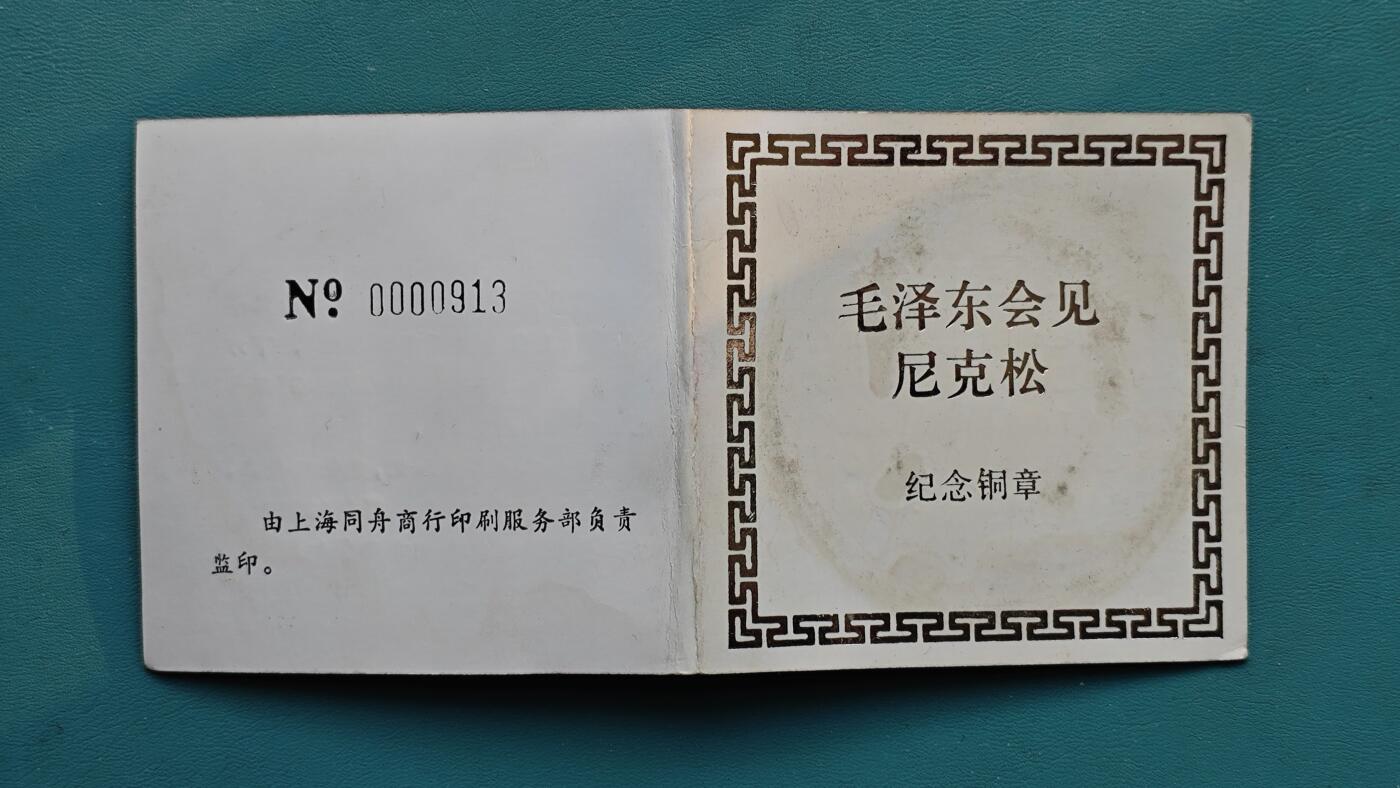 № 0000913
由上海同舟商行印刷服务部负责
监印。
毛泽东会见
尼克松
纪念铜章